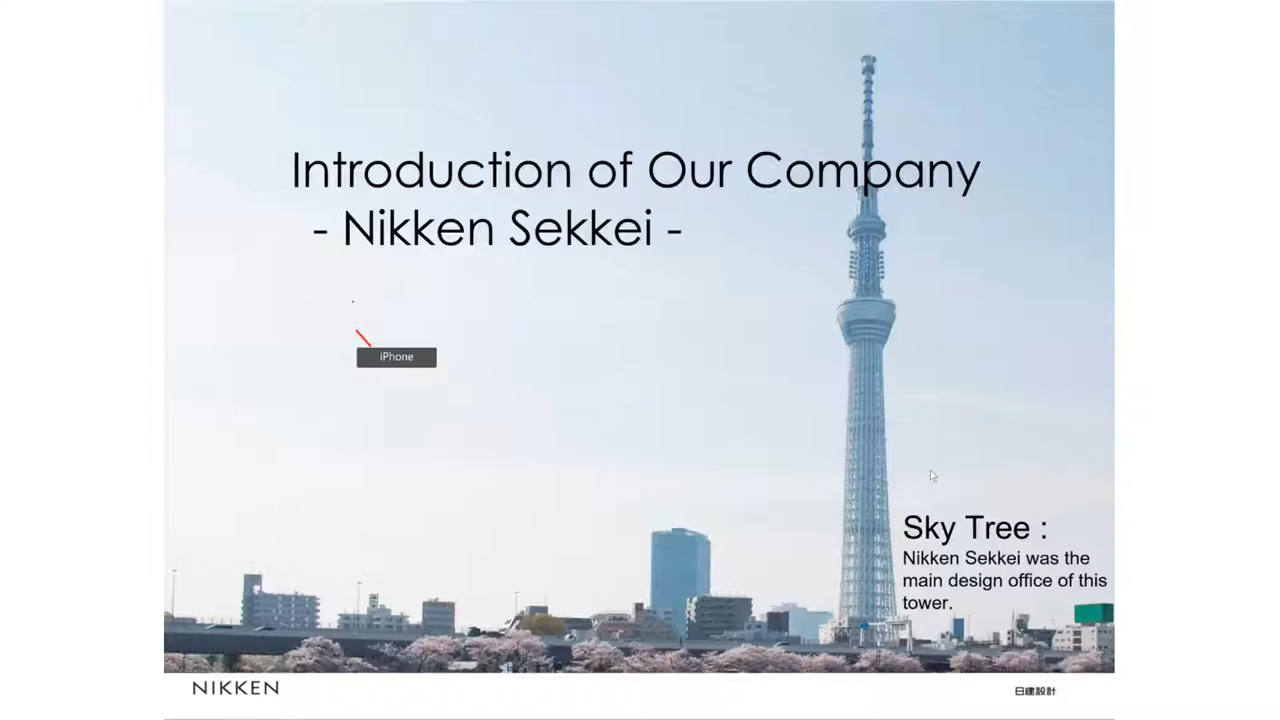 Introduction of Our Company
- Nikken Sekkei -
iPhone
Sky Tree :
Nikken Sekkei was the
main design office of this
tower.
NIKKEN
日建設計